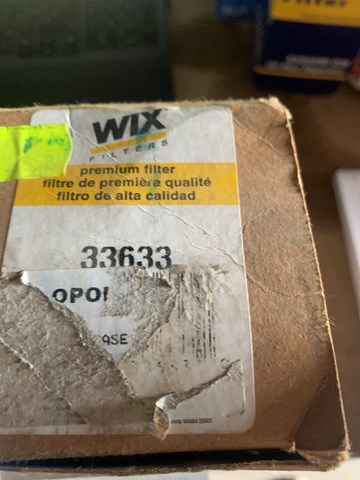 WIX
FILTERS
premium filter
filtre de première qualité
filtro de alta calidad
33633
OPOI
ASE